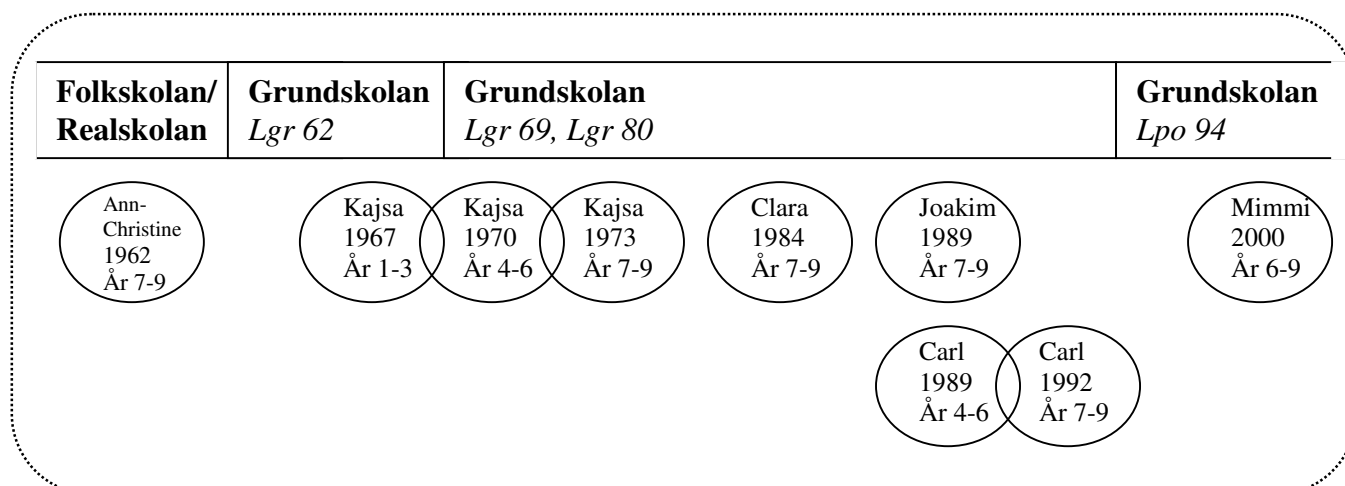 Folkskolan/
Realskolan
Grundskolan
Lgr 62
Grundskolan
Lgr 69, Lgr 80
Grundskolan
Lpo 94
Ann-
Christine
1962
År 7-9
Kajsa
1967
År 1-3
Kajsa
1970
År 4-6
Kajsa
1973
År 7-9
Clara
1984
År 7-9
Joakim
1989
År 7-9
Mimmi
2000
År 6-9
Carl
1989
År 4-6
Carl
1992
År 7-9